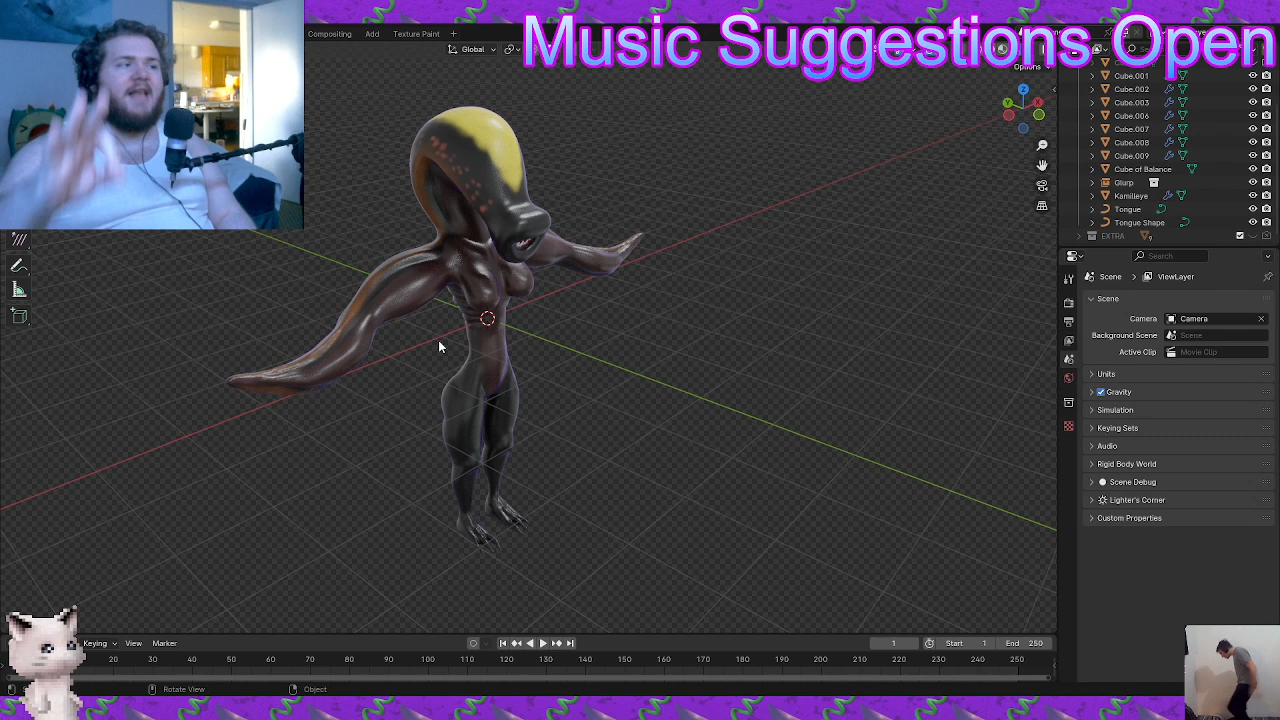 Music Suggestions Open
Compositing Add Texture Paint +
Global
Options
Cube.001
Cube.002
Cube.003
Cube.006
Cube.007
Cube.008
Cube.009
Cube of Balance
Glurp
Kamilleye
Tongue
Tongue Shape
EXTRA
Search
Scene > ViewLayer
Scene
Camera Camera
Background Scene Scene
Active Clip Movie Clip
Units
Gravity
Simulation
Keying Sets
Audio
Rigid Body World
Scene Debug
Lighter's Corner
Custom Properties
Keying View Marker 1 Start 1 End 250
20 30 40 50 60 70 80 90 100 110 120 130 140 150 160 170 180 190 200 210 220 230 240 250
Rotate View Object